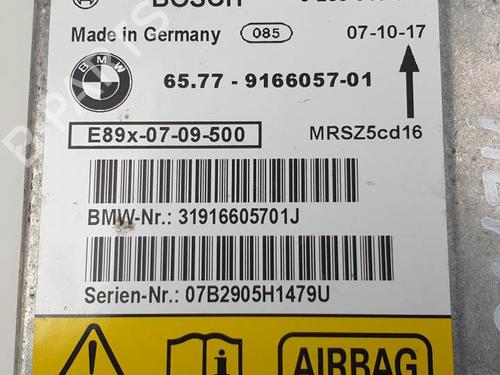 BOSCH
Made in Germany 085 07-10-17
BMW 65.77 - 9166057-01
E89x-07-09-500 MRSZ5cd16
BMW-Nr.: 31916605701J
Serien-Nr.: 07B2905H1479U
AIRBAG